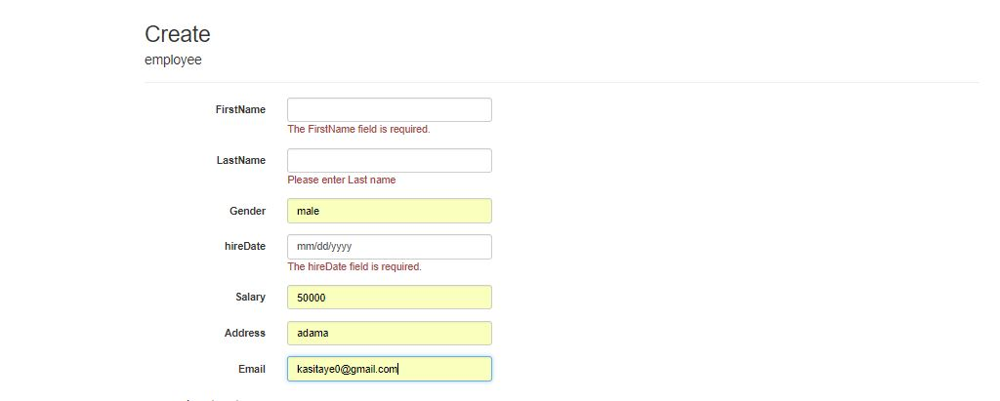 Create
employee
FirstName
The FirstName field is required.
LastName
Please enter Last name
Gender male
hireDate mm/dd/yyyy
The hireDate field is required.
Salary 50000
Address adama
Email kasitaye0@gmail.com